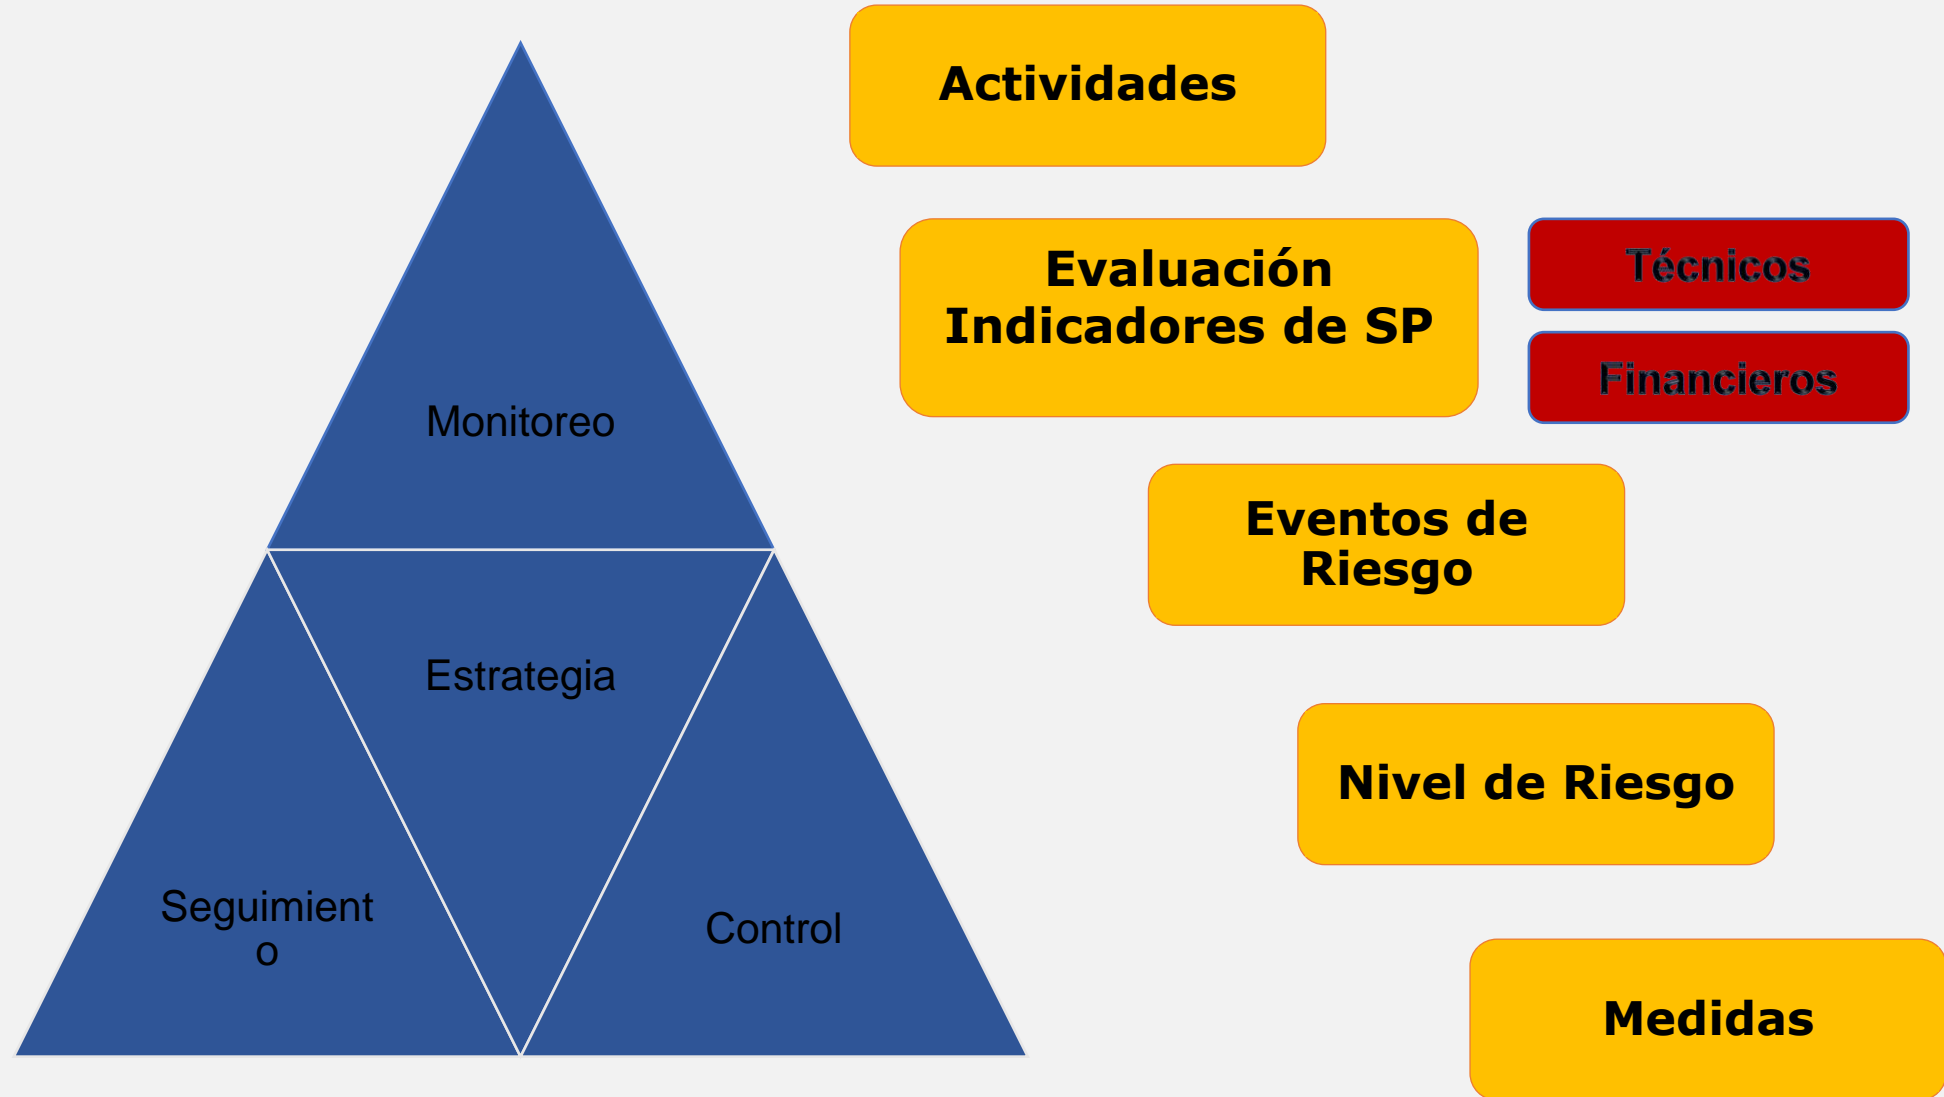 Monitoreo
Estrategia
Seguimient
o
Control
Actividades
Evaluación
Indicadores de SP
Técnicos
Financieros
Eventos de
Riesgo
Nivel de Riesgo
Medidas